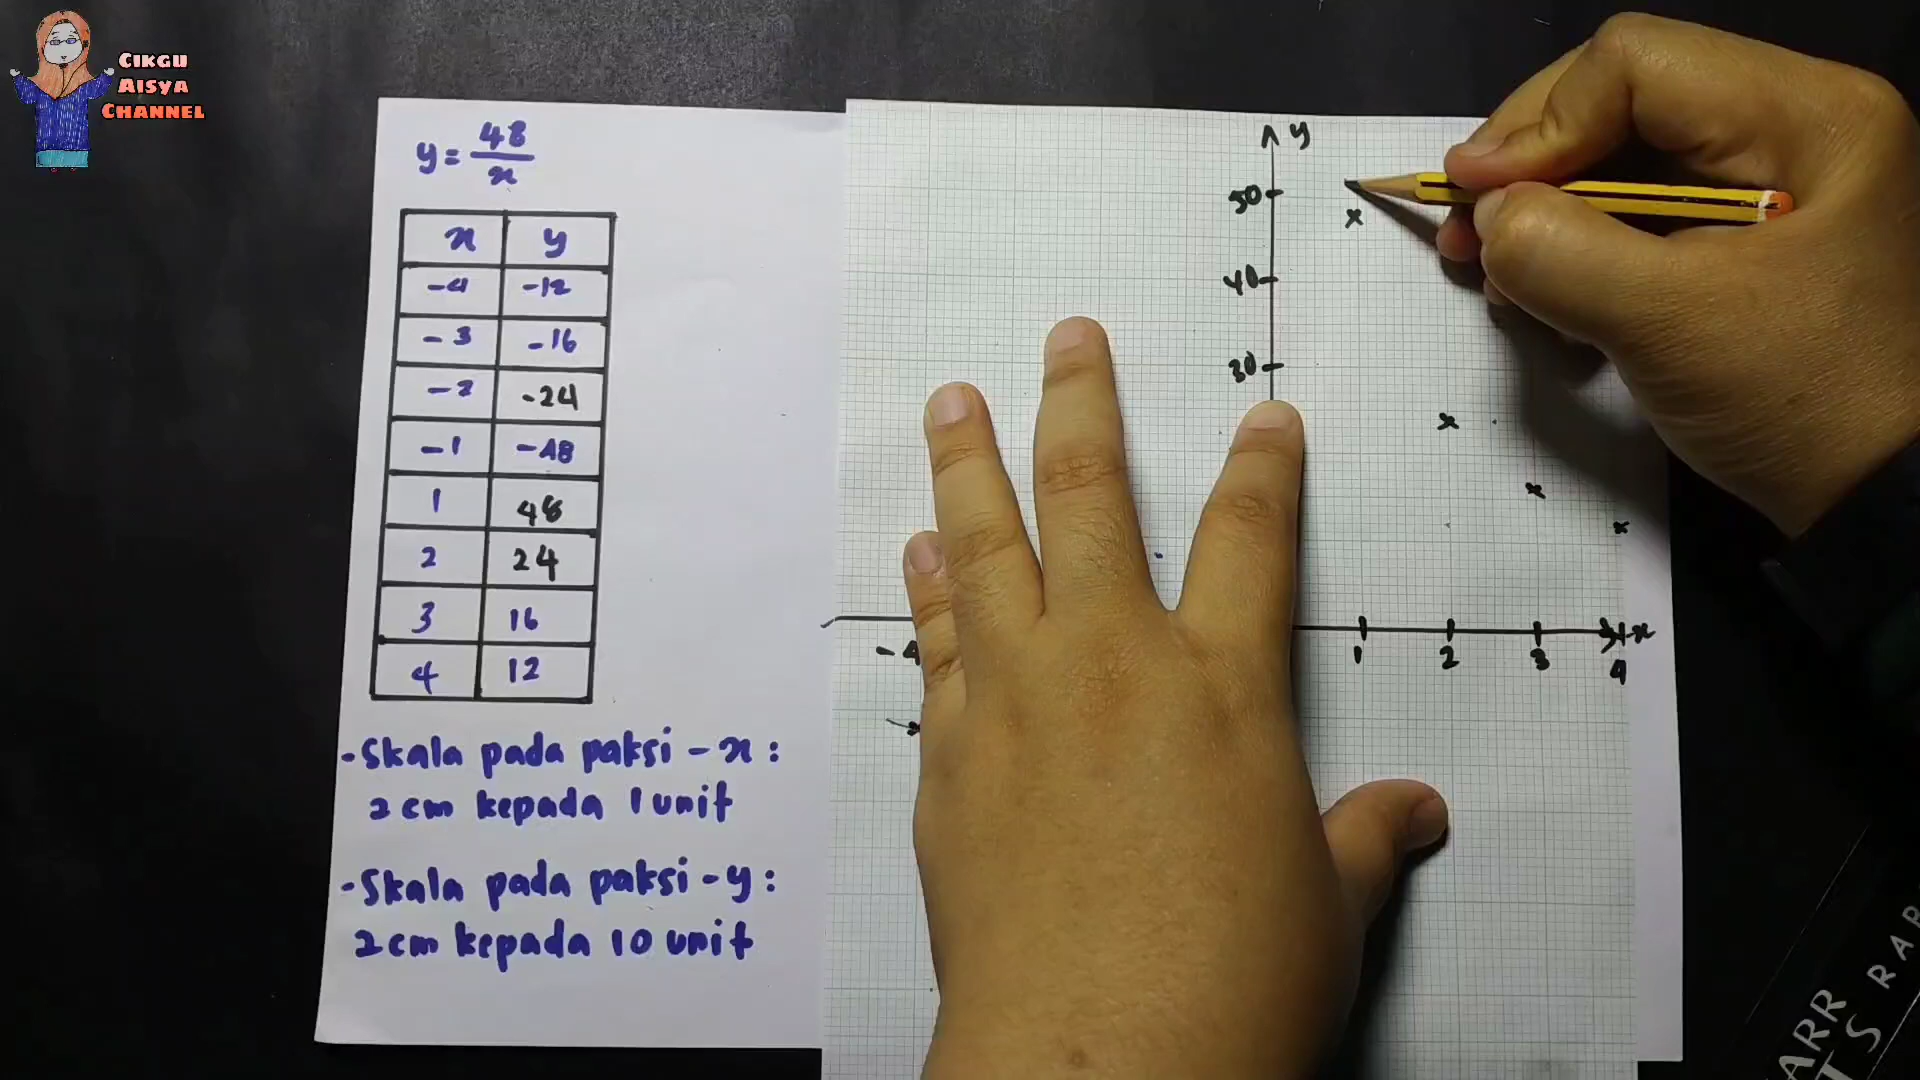 CIKGU
AISYA
CHANNEL
y = 48/x
x y
-4 -12
-3 -16
-2 -24
-1 -48
1 48
2 24
3 16
4 12
-Skala pada paksi-x:
2 cm kepada 1 unit
-Skala pada paksi-y:
2 cm kepada 10 unit
y
50
x
40
30
x
x
x
x
-4 1 2 3 4